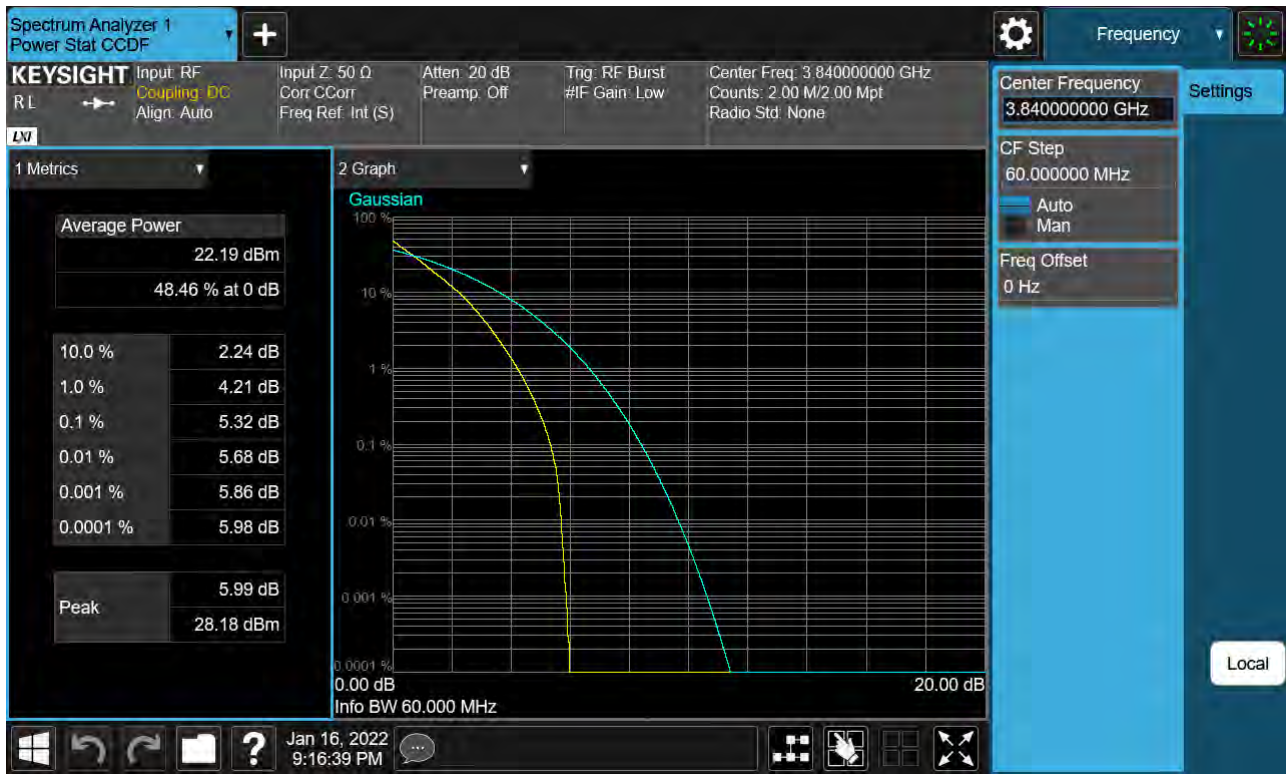 Spectrum Analyzer 1
Power Stat CCDF
+
Frequency
KEYSIGHT
RL
LXI
Input: RF
Coupling: DC
Align: Auto
Input Z: 50 Ω
Corr CCorr
Freq Ref: Int (S)
Atten: 20 dB
Preamp: Off
Trig: RF Burst
#IF Gain: Low
Center Freq: 3.840000000 GHz
Counts: 2.00 M/2.00 Mpt
Radio Std: None
Center Frequency
3.840000000 GHz
Settings
CF Step
60.000000 MHz
Auto
Man
Freq Offset
0 Hz
1 Metrics
Average Power
22.19 dBm
48.46 % at 0 dB
10.0 % 2.24 dB
1.0 % 4.21 dB
0.1 % 5.32 dB
0.01 % 5.68 dB
0.001 % 5.86 dB
0.0001 % 5.98 dB
Peak
5.99 dB
28.18 dBm
2 Graph
Gaussian
100 %
10 %
1 %
0.1 %
0.01 %
0.001 %
0.0001 %
0.00 dB 20.00 dB
Info BW 60.000 MHz
Local
?
Jan 16, 2022
9:16:39 PM